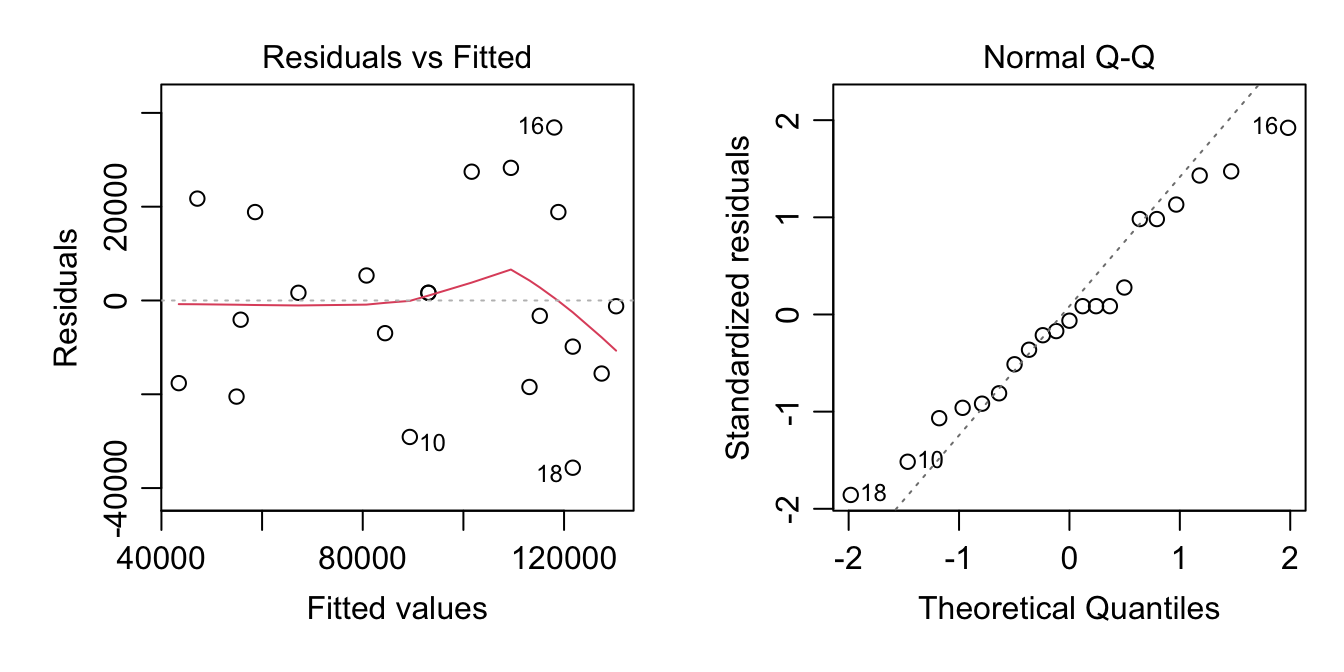 Residuals vs Fitted
Residuals
20000
0
-40000
16
10
18
40000 80000 120000
Fitted values
Normal Q-Q
Standardized residuals
2
1
0
-1
-2
16
10
18
-2 -1 0 1 2
Theoretical Quantiles